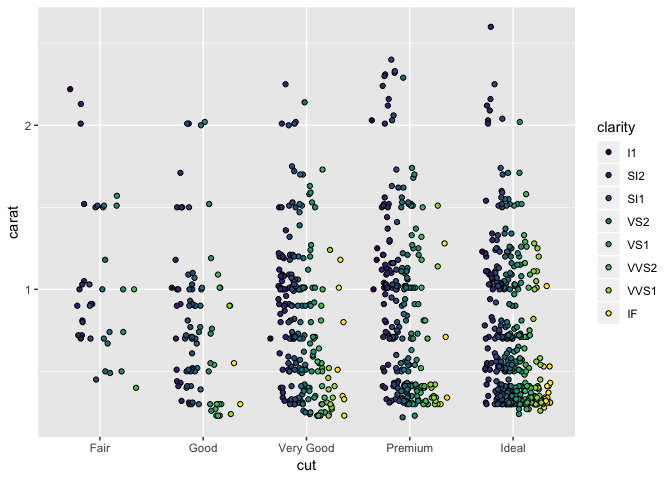 2
1
carat
Fair
Good
Very Good
Premium
Ideal
cut
clarity
I1
SI2
SI1
VS2
VS1
VVS2
VVS1
IF